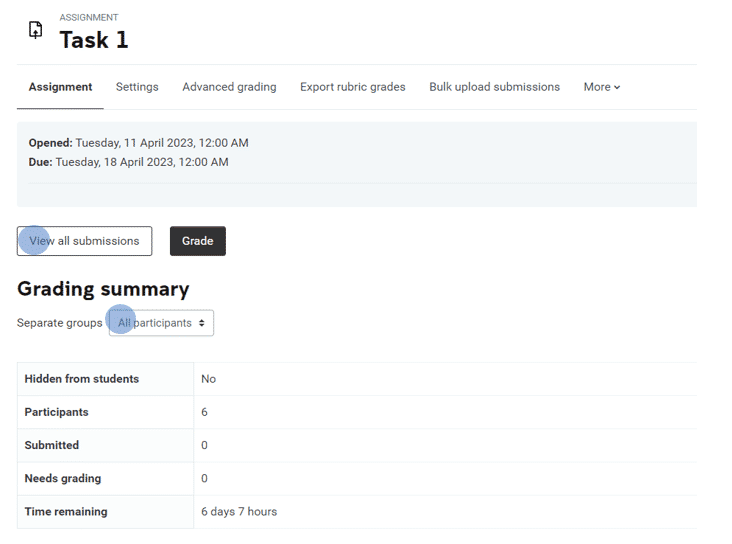 ASSIGNMENT
Task 1
Assignment Settings Advanced grading Export rubric grades Bulk upload submissions More
Opened: Tuesday, 11 April 2023, 12:00 AM
Due: Tuesday, 18 April 2023, 12:00 AM
View all submissions Grade
Grading summary
Separate groups All participants
Hidden from students No
Participants 6
Submitted 0
Needs grading 0
Time remaining 6 days 7 hours